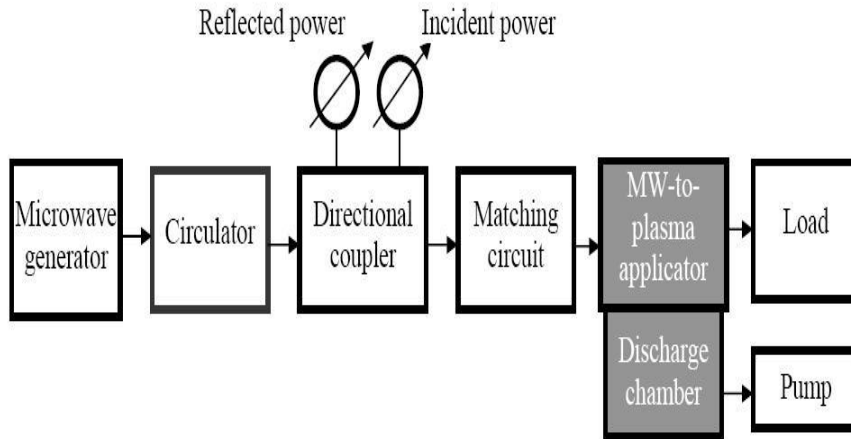 Reflected power
Incident power
Microwave
generator
Circulator
Directional
coupler
Matching
circuit
MW-to-
plasma
applicator
Load
Discharge
chamber
Pump